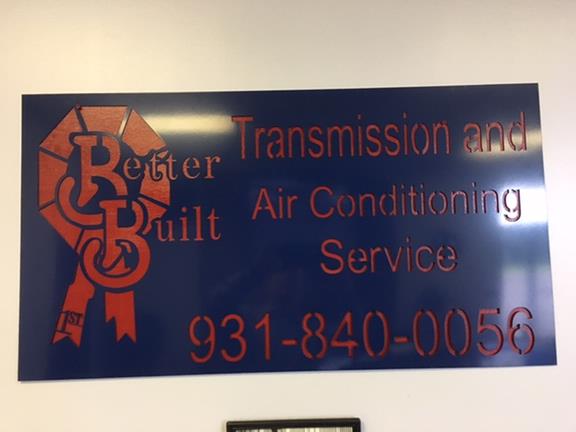 Better
Built
1ST.
Transmission and
Air Conditioning
Service
931-840-0056